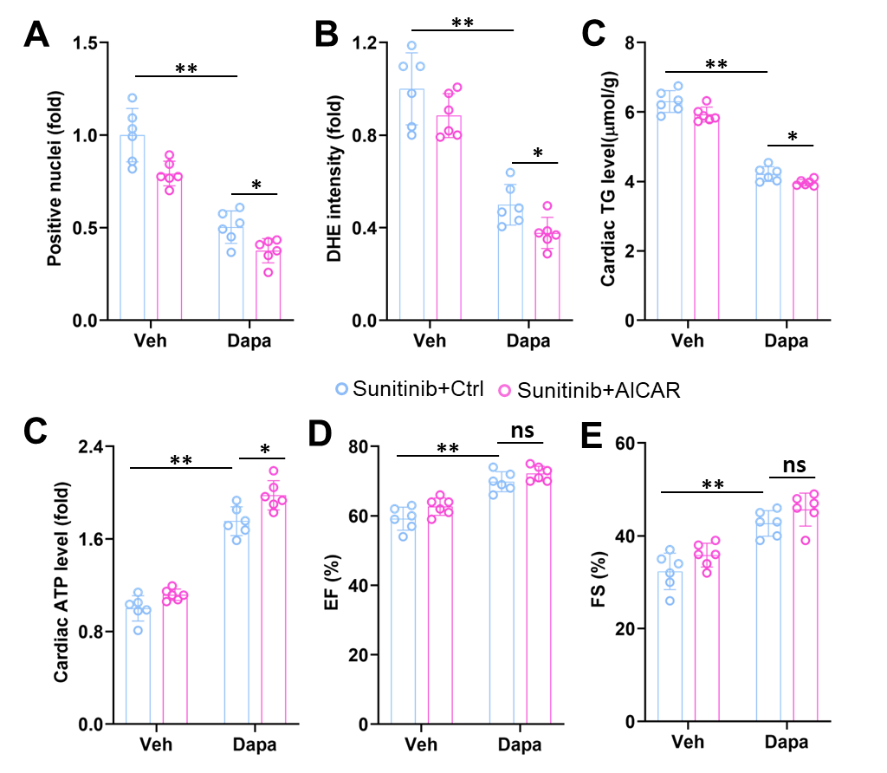 A
Positive nuclei (fold)
1.5
1.0
0.5
0.0
**
*
Veh
Dapa
B
DHE intensity (fold)
1.2
0.8
0.4
0.0
**
*
Veh
Dapa
C
Cardiac TG level(μmol/g)
8
6
4
2
0
**
*
Veh
Dapa
Sunitinib+Ctrl
Sunitinib+AICAR
C
Cardiac ATP level (fold)
2.4
1.6
0.8
0.0
**
*
Veh
Dapa
D
EF (%)
80
60
40
20
0
**
ns
Veh
Dapa
E
FS (%)
60
40
20
0
**
ns
Veh
Dapa